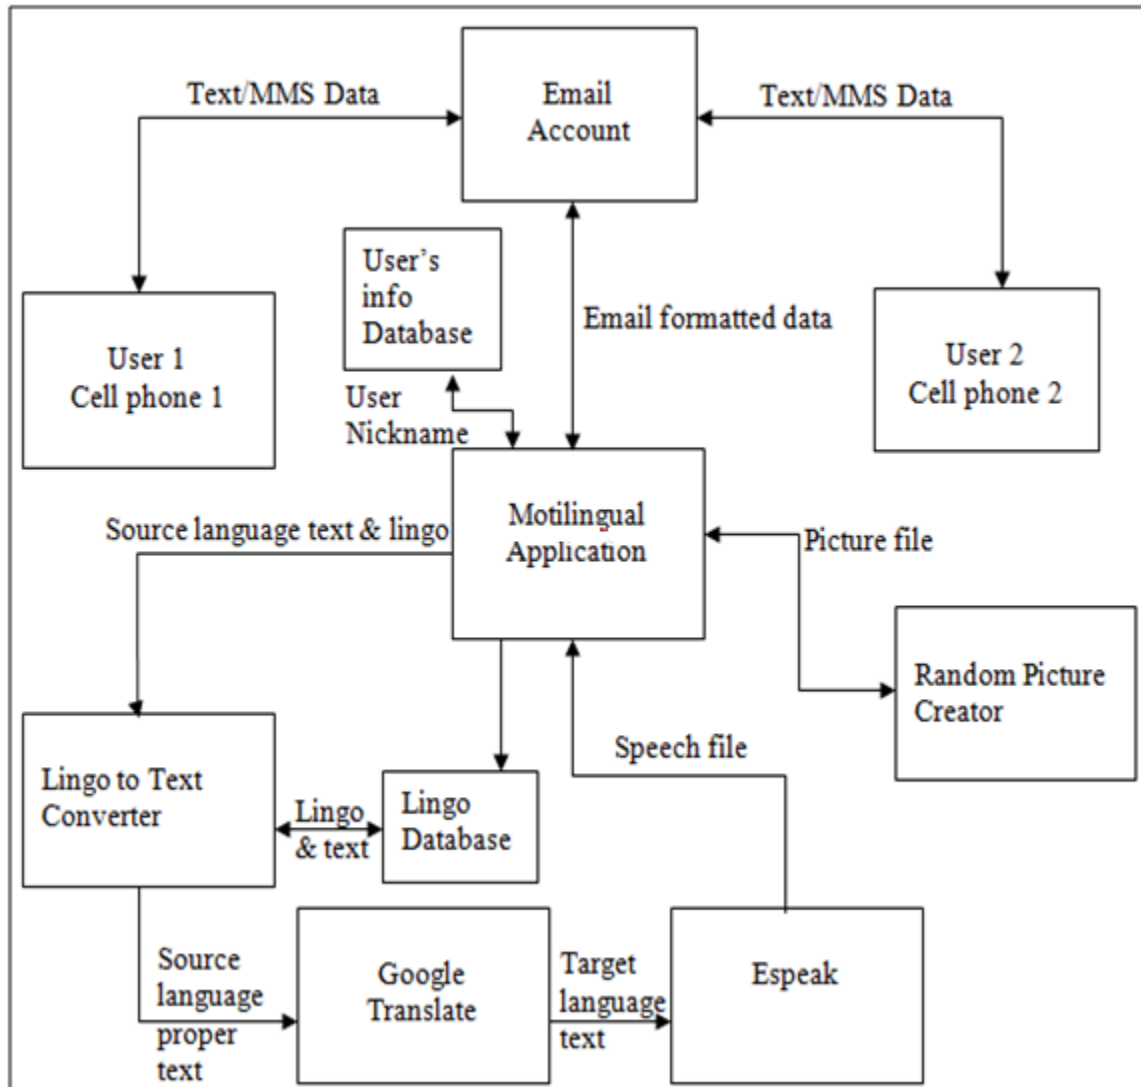 Text/MMS Data
Email
Account
Text/MMS Data
User's
info
Database
Email formatted data
User 1
Cell phone 1
User 2
Cell phone 2
User
Nickname
Source language text & lingo
Motilingual
Application
Picture file
Random Picture
Creator
Speech file
Lingo to Text
Converter
Lingo
& text
Lingo
Database
Source
language
proper
text
Google
Translate
Target
language
text
Espeak